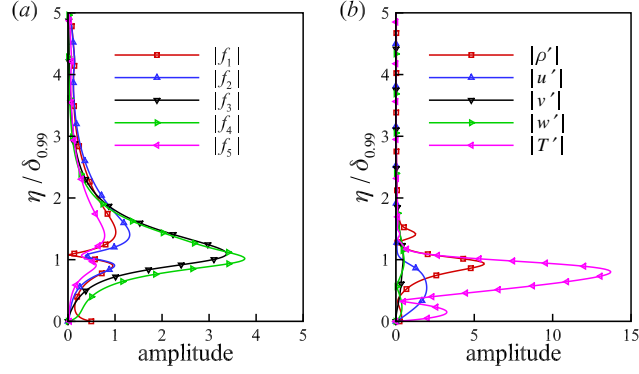 (a)
η / δ0.99
5
4
3
2
1
0
0 1 2 3 4 5
amplitude
|f1|
|f2|
|f3|
|f4|
|f5|
(b)
η / δ0.99
5
4
3
2
1
0
0 5 10 15
amplitude
|ρ′|
|u′|
|v′|
|w′|
|T′|